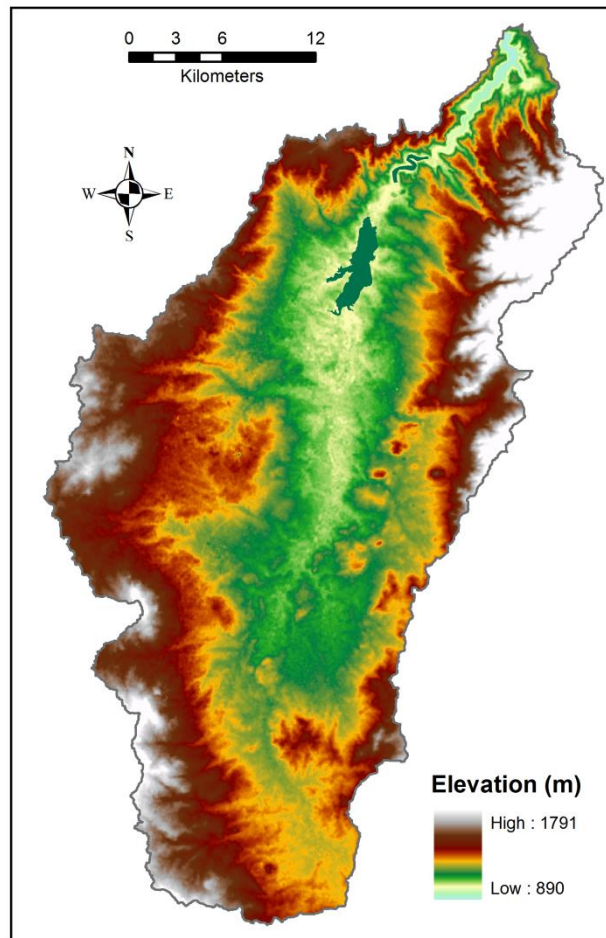 0 3 6 12
Kilometers
N
W E
S
Elevation (m)
High : 1791
Low : 890